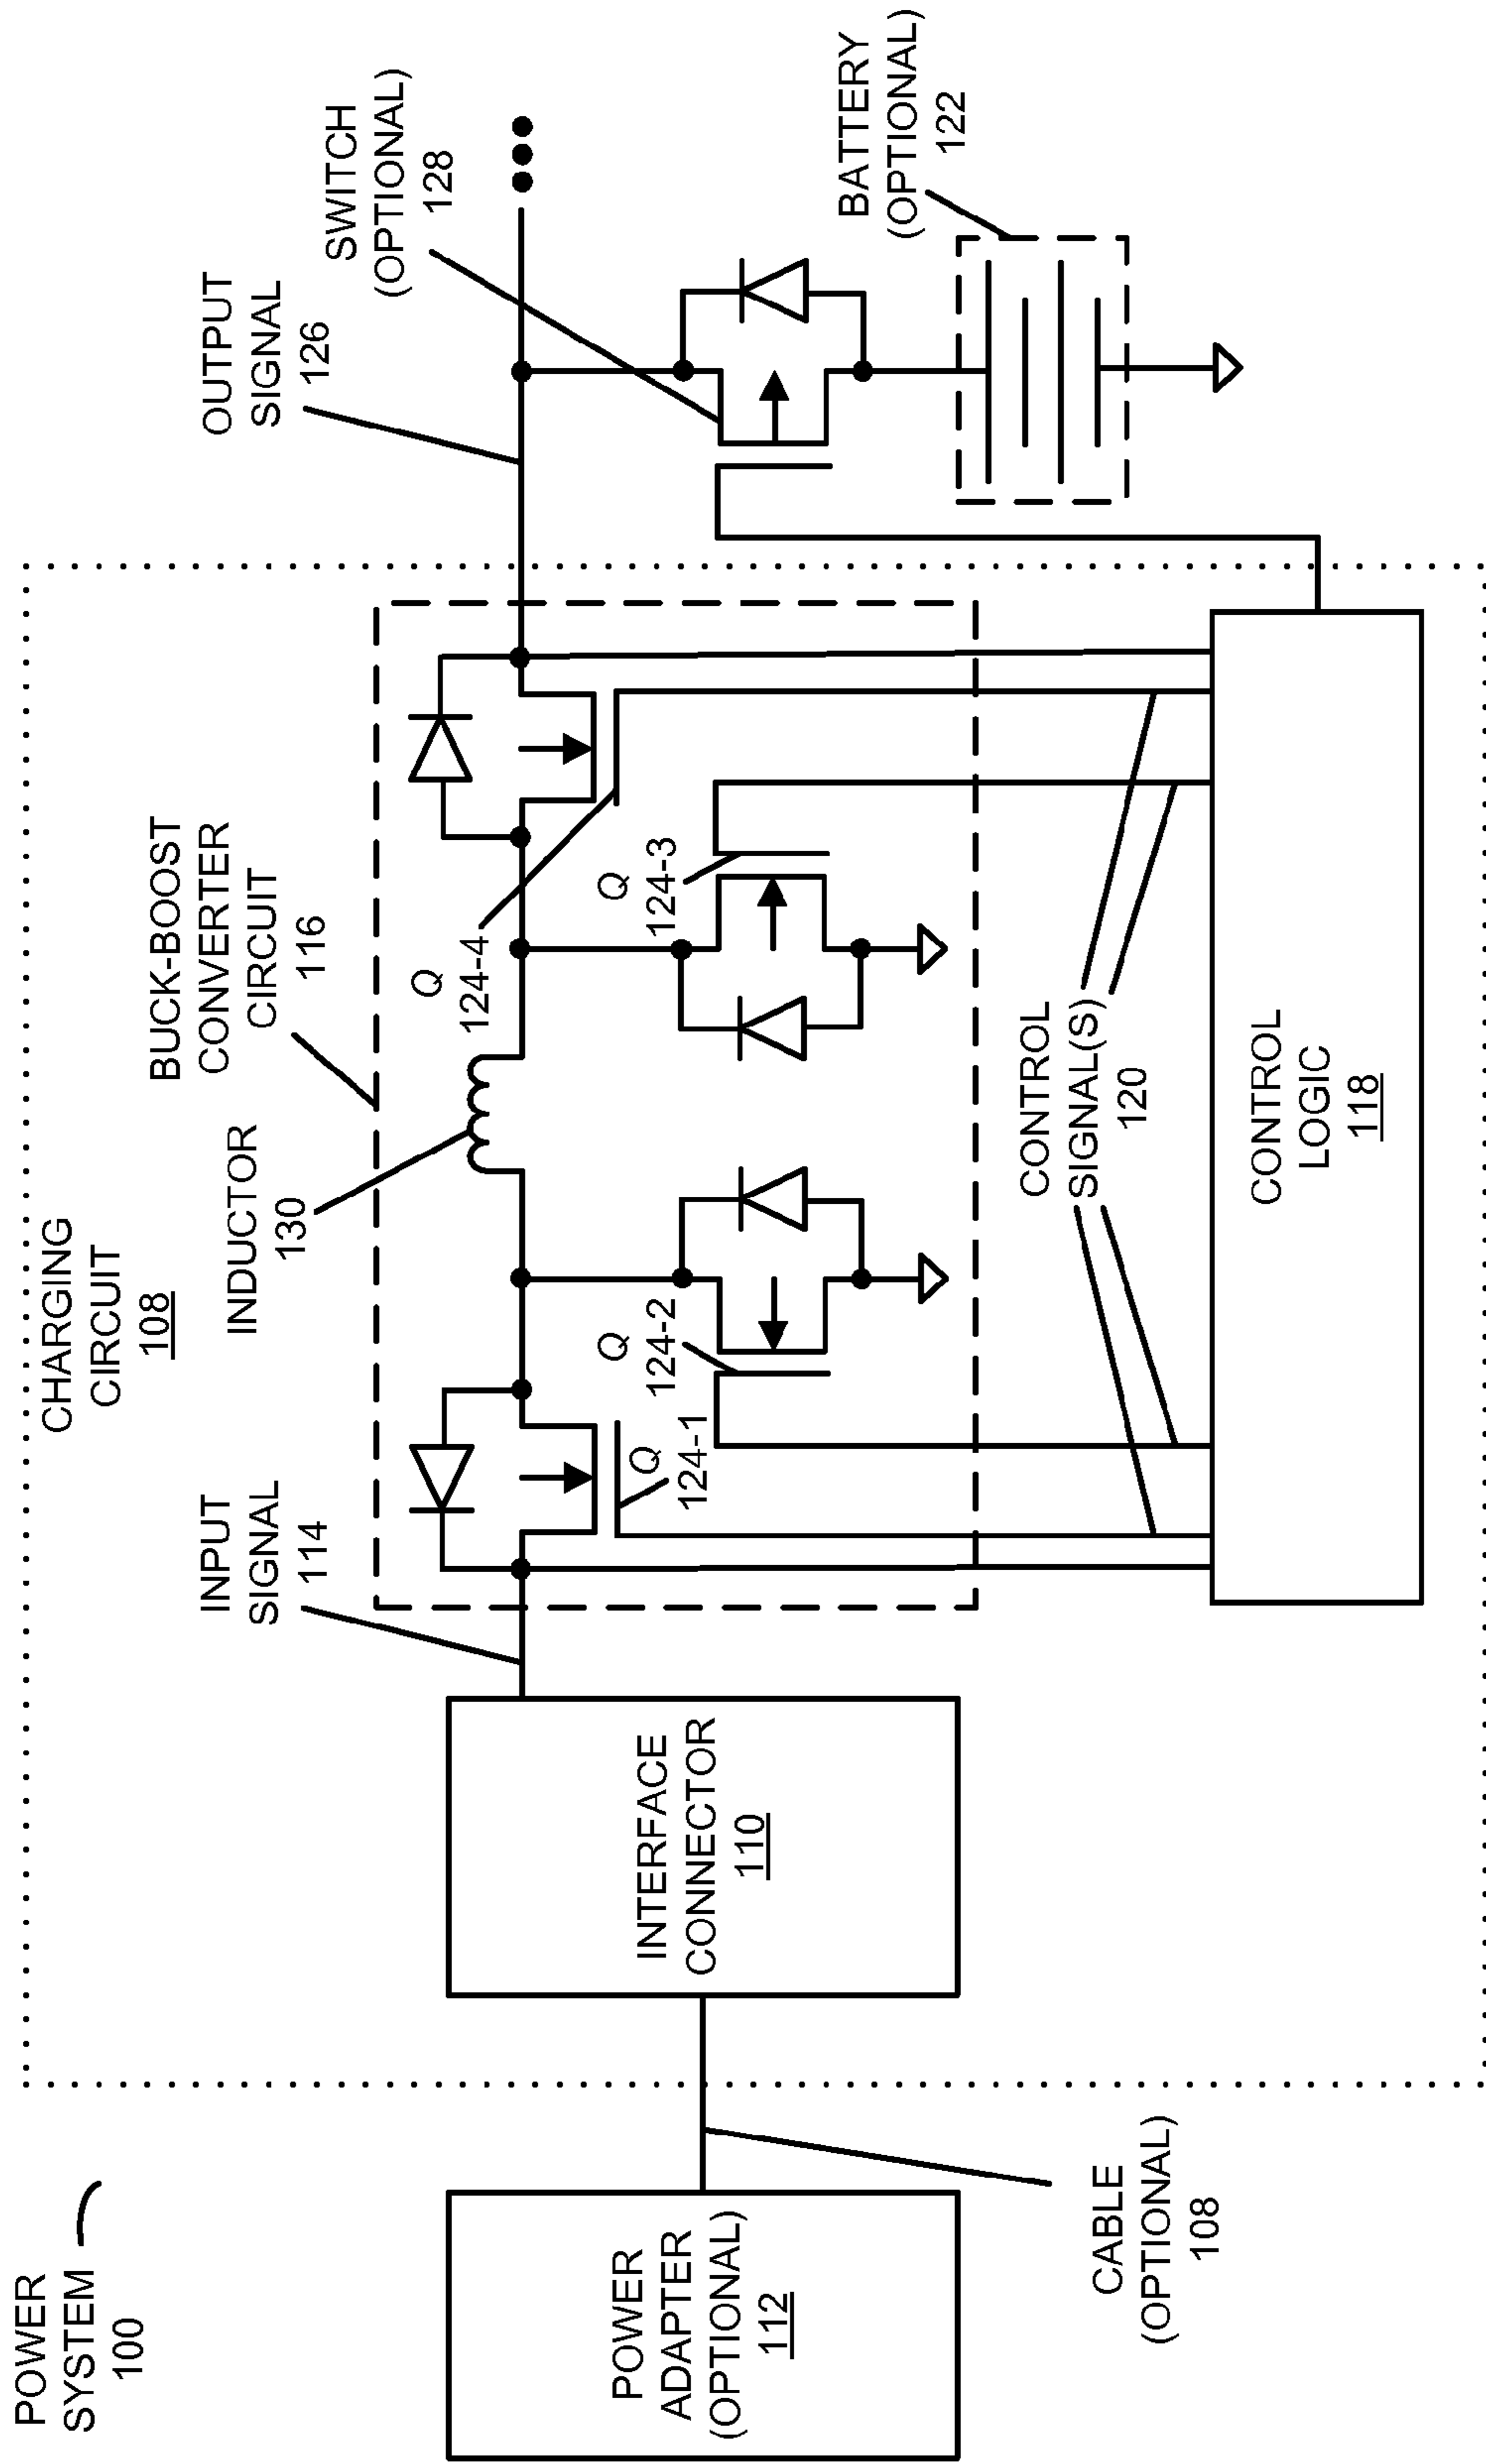 POWER
SYSTEM
100
CHARGING
CIRCUIT
108
BUCK-BOOST
CONVERTER
CIRCUIT
116
INPUT
SIGNAL
114
INDUCTOR
130
OUTPUT
SIGNAL
126
SWITCH
(OPTIONAL)
128
Q
124-4
Q
124-1
Q
124-2
Q
124-3
POWER
ADAPTER
(OPTIONAL)
112
INTERFACE
CONNECTOR
110
BATTERY
(OPTIONAL)
122
CABLE
(OPTIONAL)
108
CONTROL
SIGNAL(S)
120
CONTROL
LOGIC
118